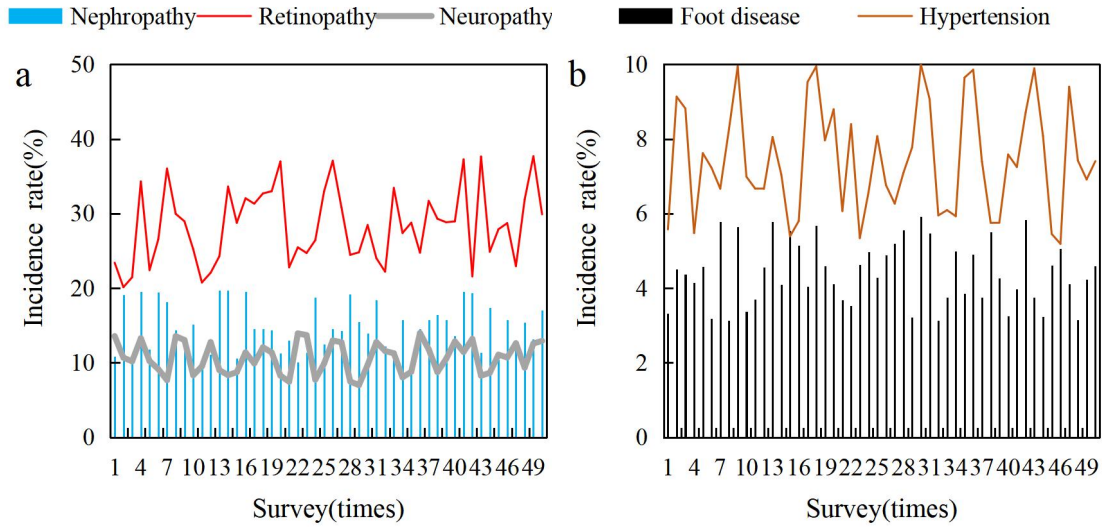 Nephropathy Retinopathy Neuropathy Foot disease Hypertension
a
b
50
40
30
20
10
0
Incidence rate(%)
1 4 7 10 13 16 19 22 25 28 31 34 37 40 43 46 49
Survey(times)
10
8
6
4
2
0
Incidence rate(%)
1 4 7 10 13 16 19 22 25 28 31 34 37 40 43 46 49
Survey(times)